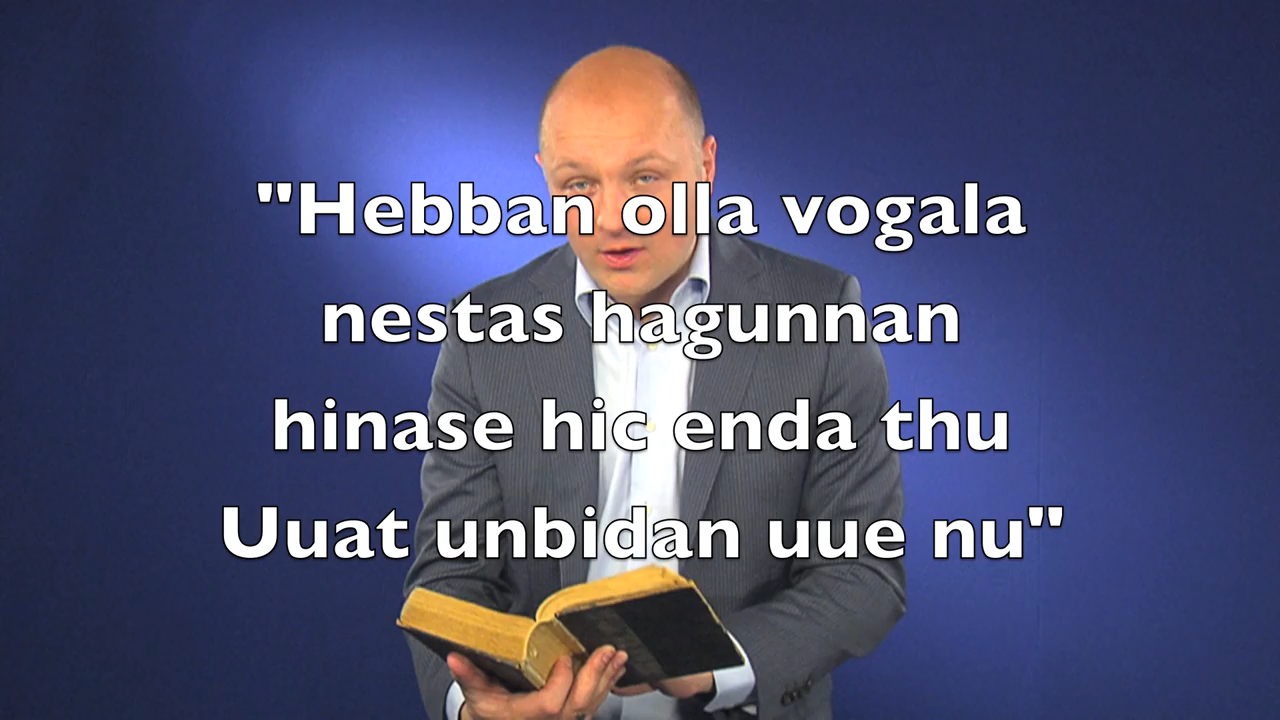 "Hebban olla vogala
nestas hagunnan
hinase hic enda thu
Uuat unbidan uue nu"